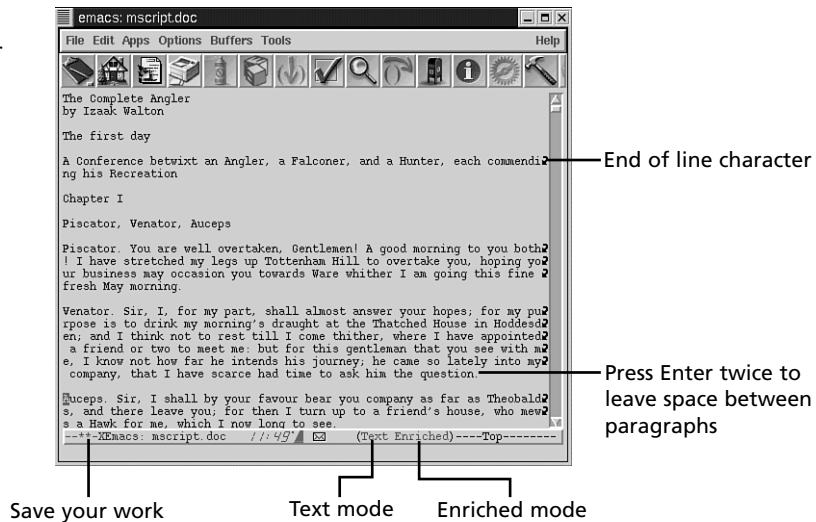 emacs: mscript.doc
File Edit Apps Options Buffers Tools Help
The Complete Angler
by Izaak Walton
The first day
A Conference betwixt an Angler, a Falconer, and a Hunter, each commendi
ng his Recreation
Chapter I
Piscator, Venator, Auceps
Piscator. You are well overtaken, Gentlemen! A good morning to you both
! I have stretched my legs up Tottenham Hill to overtake you, hoping yo
ur business may occasion you towards Ware whither I am going this fine
fresh May morning.
Venator. Sir, I, for my part, shall almost answer your hopes; for my pu
rpose is to drink my morning's draught at the Thatched House in Hoddesd
en; and I think not to rest till I come thither, where I have appointed
a friend or two to meet me: but for this gentleman that you see with m
e, I know not how far he intends his journey; he came so lately into my
company, that I have scarce had time to ask him the question.
Auceps. Sir, I shall by your favour bear you company as far as Theobald
s, and there leave you; for then I turn up to a friend's house, who mew
s a Hawk for me, which I now long to see.
--**-XEmacs: mscript.doc 11:49 (Text Enriched)----Top--------
End of line character
Press Enter twice to
leave space between
paragraphs
Save your work
Text mode
Enriched mode